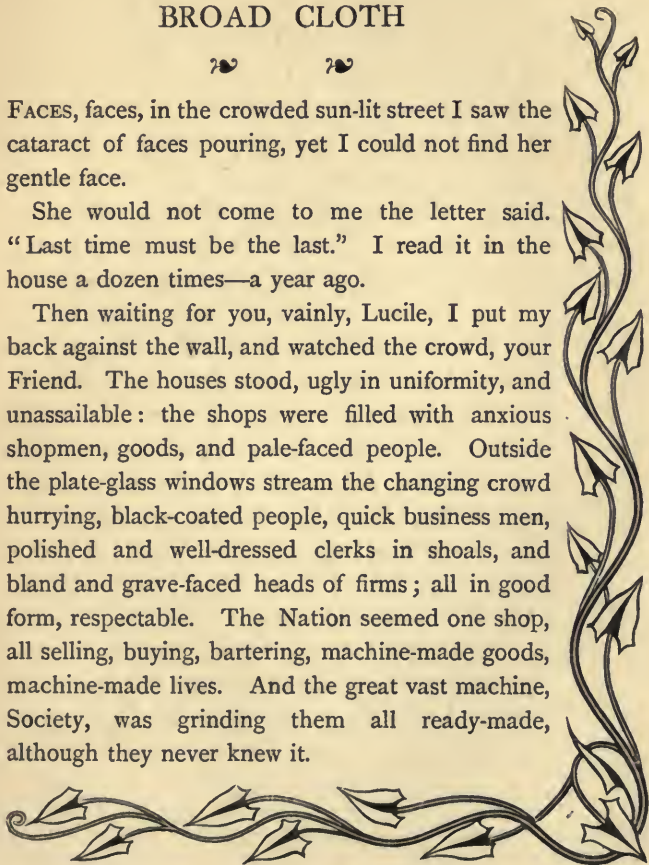 BROAD CLOTH
FACES, faces, in the crowded sun-lit street I saw the
cataract of faces pouring, yet I could not find her
gentle face.
She would not come to me the letter said.
“Last time must be the last.” I read it in the
house a dozen times—a year ago.
Then waiting for you, vainly, Lucile, I put my
back against the wall, and watched the crowd, your
Friend. The houses stood, ugly in uniformity, and
unassailable: the shops were filled with anxious
shopmen, goods, and pale-faced people. Outside
the plate-glass windows stream the changing crowd
hurrying, black-coated people, quick business men,
polished and well-dressed clerks in shoals, and
bland and grave-faced heads of firms; all in good
form, respectable. The Nation seemed one shop,
all selling, buying, bartering, machine-made goods,
machine-made lives. And the great vast machine,
Society, was grinding them all ready-made,
although they never knew it.